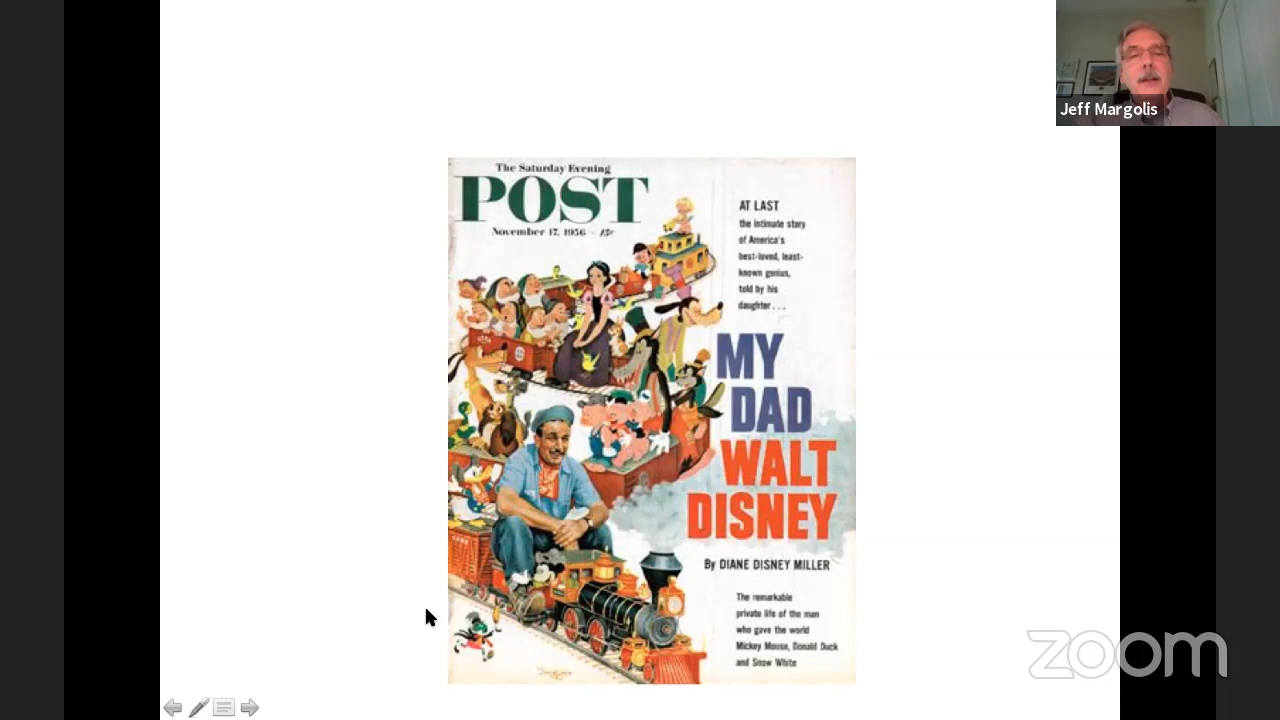 Jeff Margolis
The Saturday Evening
POST
November 17, 1956 - 15¢
AT LAST
the intimate story
of America's
best-loved, least-
known genius,
told by his
daughter . . .
MY
DAD
WALT
DISNEY
By DIANE DISNEY MILLER
The remarkable
private life of the man
who gave the world
Mickey Mouse, Donald Duck
and Snow White
zoom